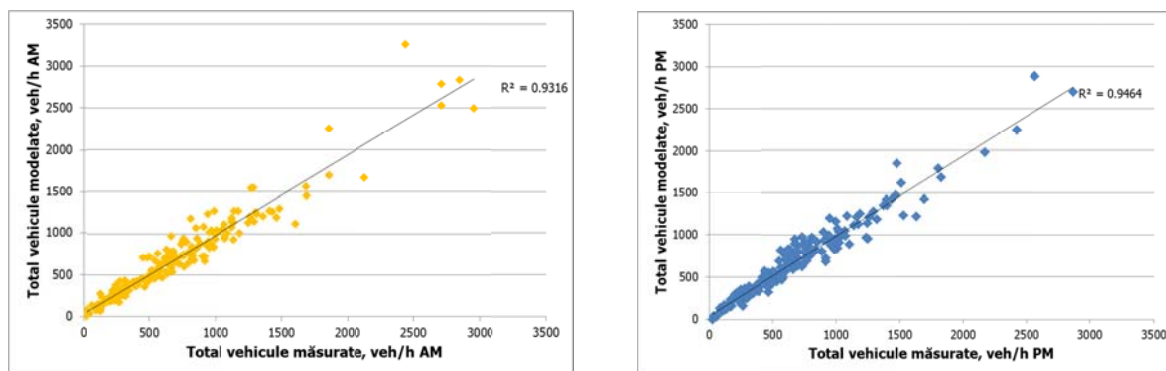 3500
3000
2500
2000
1500
1000
500
0
Total vehicule modelate, veh/h AM
R² = 0.9316
0 500 1000 1500 2000 2500 3000 3500
Total vehicule măsurate, veh/h AM
3500
3000
2500
2000
1500
1000
500
0
Total vehicule modelate, veh/h PM
R² = 0.9464
0 500 1000 1500 2000 2500 3000 3500
Total vehicule măsurate, veh/h PM